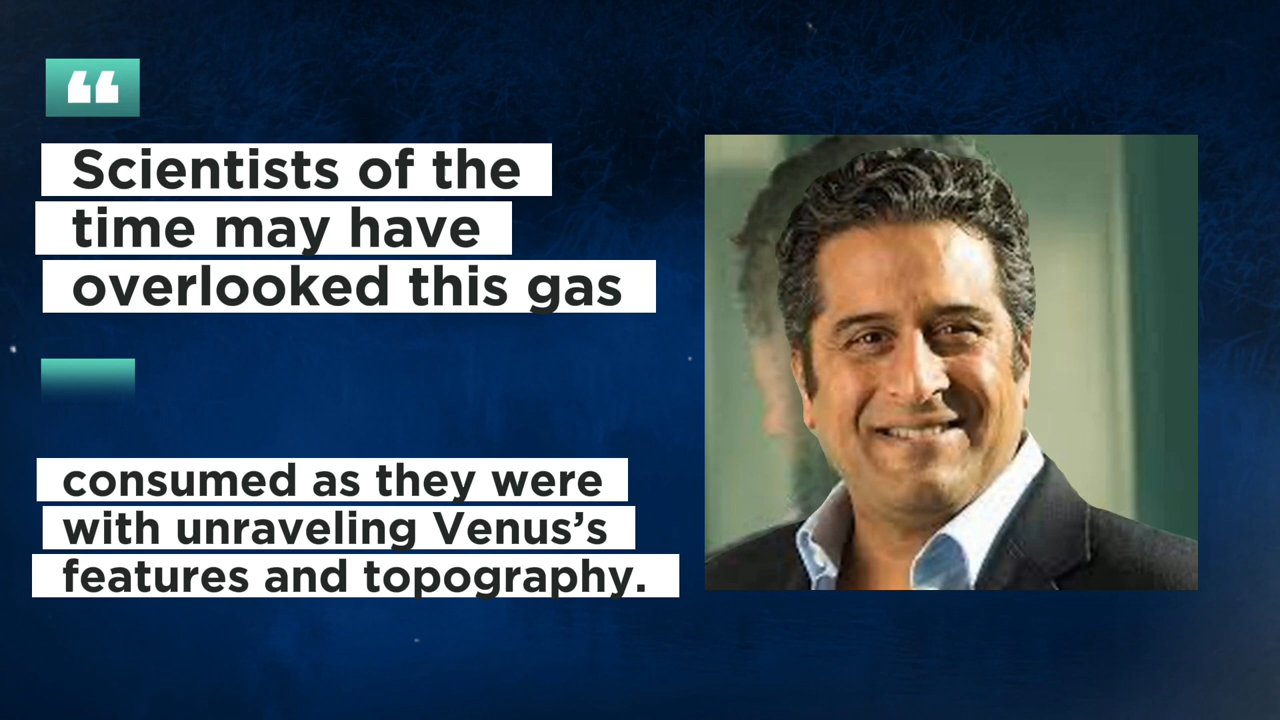 “
Scientists of the
time may have
overlooked this gas
consumed as they were
with unraveling Venus’s
features and topography.